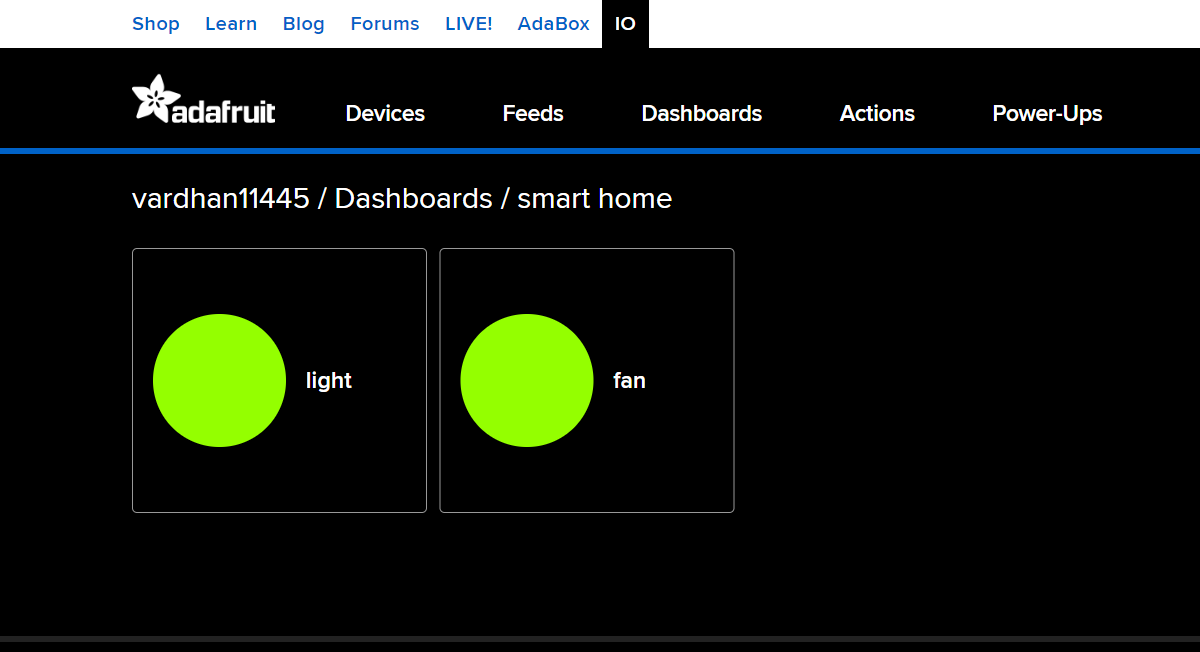 Shop Learn Blog Forums LIVE! AdaBox IO
adafruit Devices Feeds Dashboards Actions Power-Ups
vardhan11445 / Dashboards / smart home
light fan